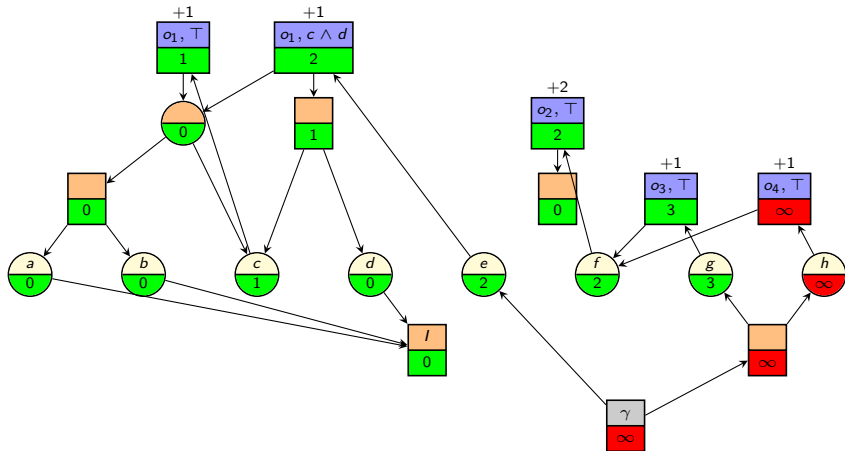 +1 +1
o₁, ⊤ o₁, c ∧ d
1 2
+2
o₂, ⊤
0 1 2
+1 +1
o₃, ⊤ o₄, ⊤
0 0 3 ∞
a b c d e f g h
0 0 1 0 2 2 3 ∞
I
0 ∞
γ
∞